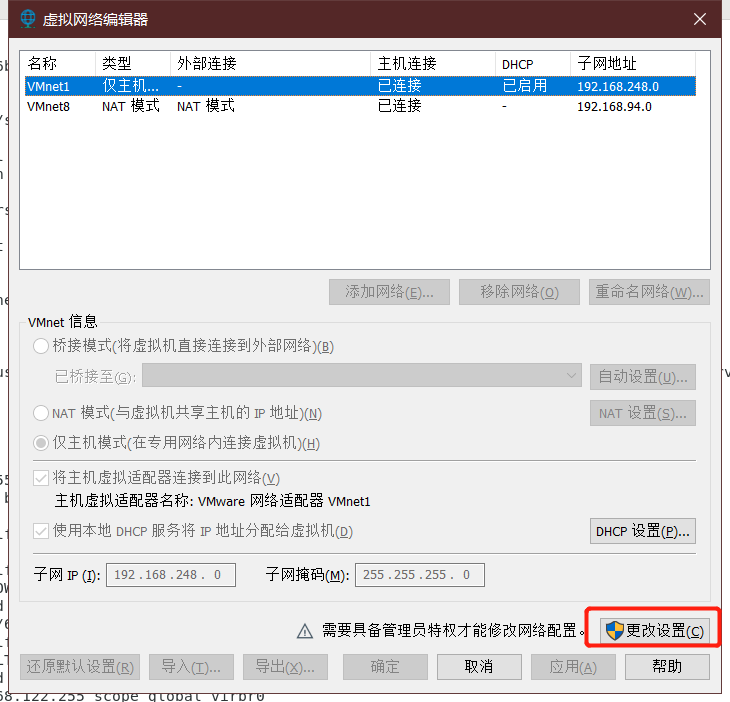 虚拟网络编辑器
名称 类型 外部连接 主机连接 DHCP 子网地址
VMnet1 仅主机... - 已连接 已启用 192.168.248.0
VMnet8 NAT 模式 NAT 模式 已连接 - 192.168.94.0
添加网络(E)... 移除网络(O) 重命名网络(W)...
VMnet 信息
桥接模式(将虚拟机直接连接到外部网络)(B)
已桥接至(G): 自动设置(U)...
NAT 模式(与虚拟机共享主机的 IP 地址)(N) NAT 设置(S)...
仅主机模式(在专用网络内连接虚拟机)(H)
将主机虚拟适配器连接到此网络(V)
主机虚拟适配器名称: VMware 网络适配器 VMnet1
使用本地 DHCP 服务将 IP 地址分配给虚拟机(D) DHCP 设置(P)...
子网 IP (I): 192.168.248. 0 子网掩码(M): 255.255.255. 0
需要具备管理员特权才能修改网络配置。 更改设置(C)
还原默认设置(R) 导入(T)... 导出(X)... 确定 取消 应用(A) 帮助
68.122.255 scope global virbr0